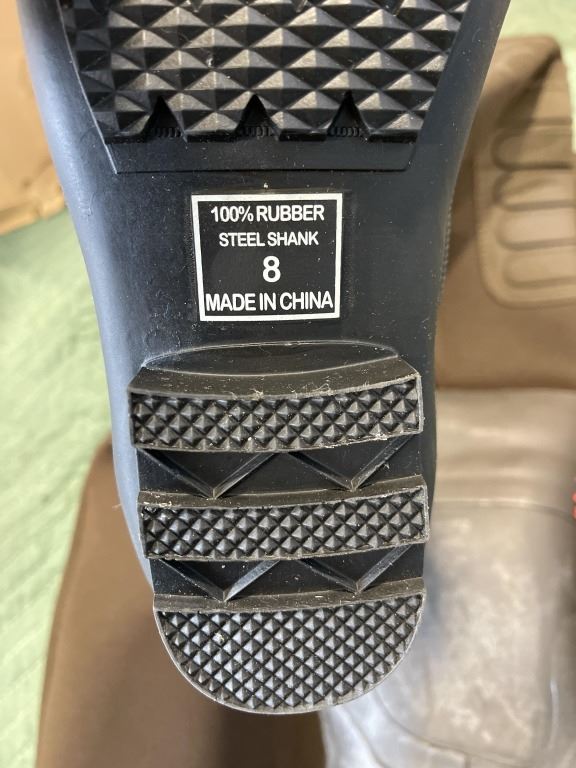 100% RUBBER
STEEL SHANK
8
MADE IN CHINA